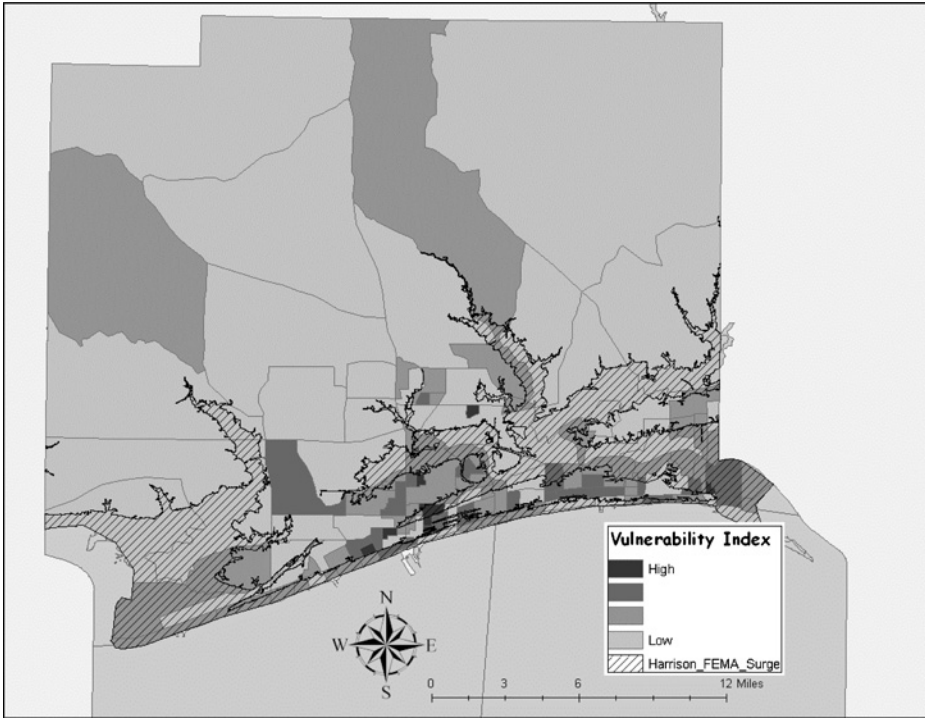 Vulnerability Index
High
Low
Harrison_FEMA_Surge
N
W E
S
0 3 6 12 Miles